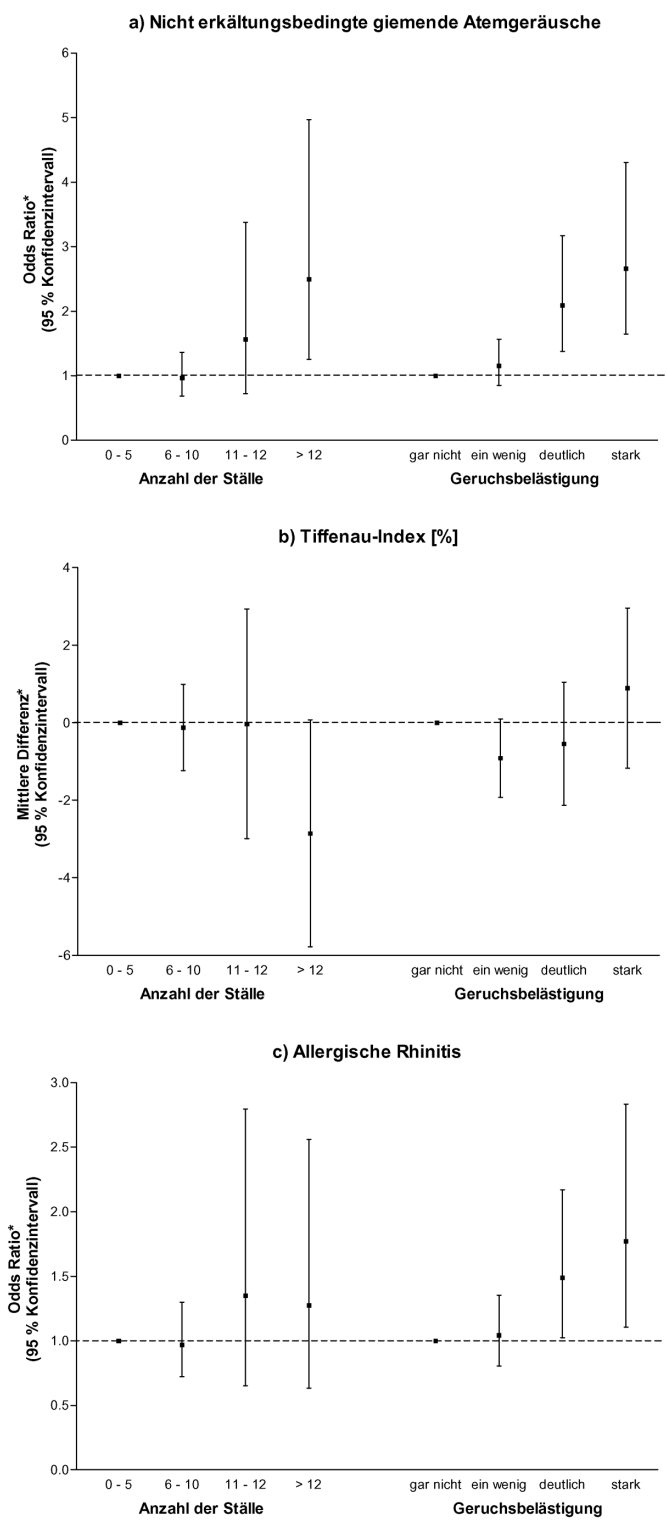 a) Nicht erkältungsbedingte giemende Atemgeräusche
Odds Ratio*
(95 % Konfidenzintervall)
6
5
4
3
2
1
0
0 - 5
6 - 10
11 - 12
> 12
gar nicht
ein wenig
deutlich
stark
Anzahl der Ställe
Geruchsbelästigung
b) Tiffenau-Index [%]
Mittlere Differenz*
(95 % Konfidenzintervall)
4
2
0
-2
-4
-6
0 - 5
6 - 10
11 - 12
> 12
gar nicht
ein wenig
deutlich
stark
Anzahl der Ställe
Geruchsbelästigung
c) Allergische Rhinitis
Odds Ratio*
(95 % Konfidenzintervall)
3.0
2.5
2.0
1.5
1.0
0.5
0.0
0 - 5
6 - 10
11 - 12
> 12
gar nicht
ein wenig
deutlich
stark
Anzahl der Ställe
Geruchsbelästigung